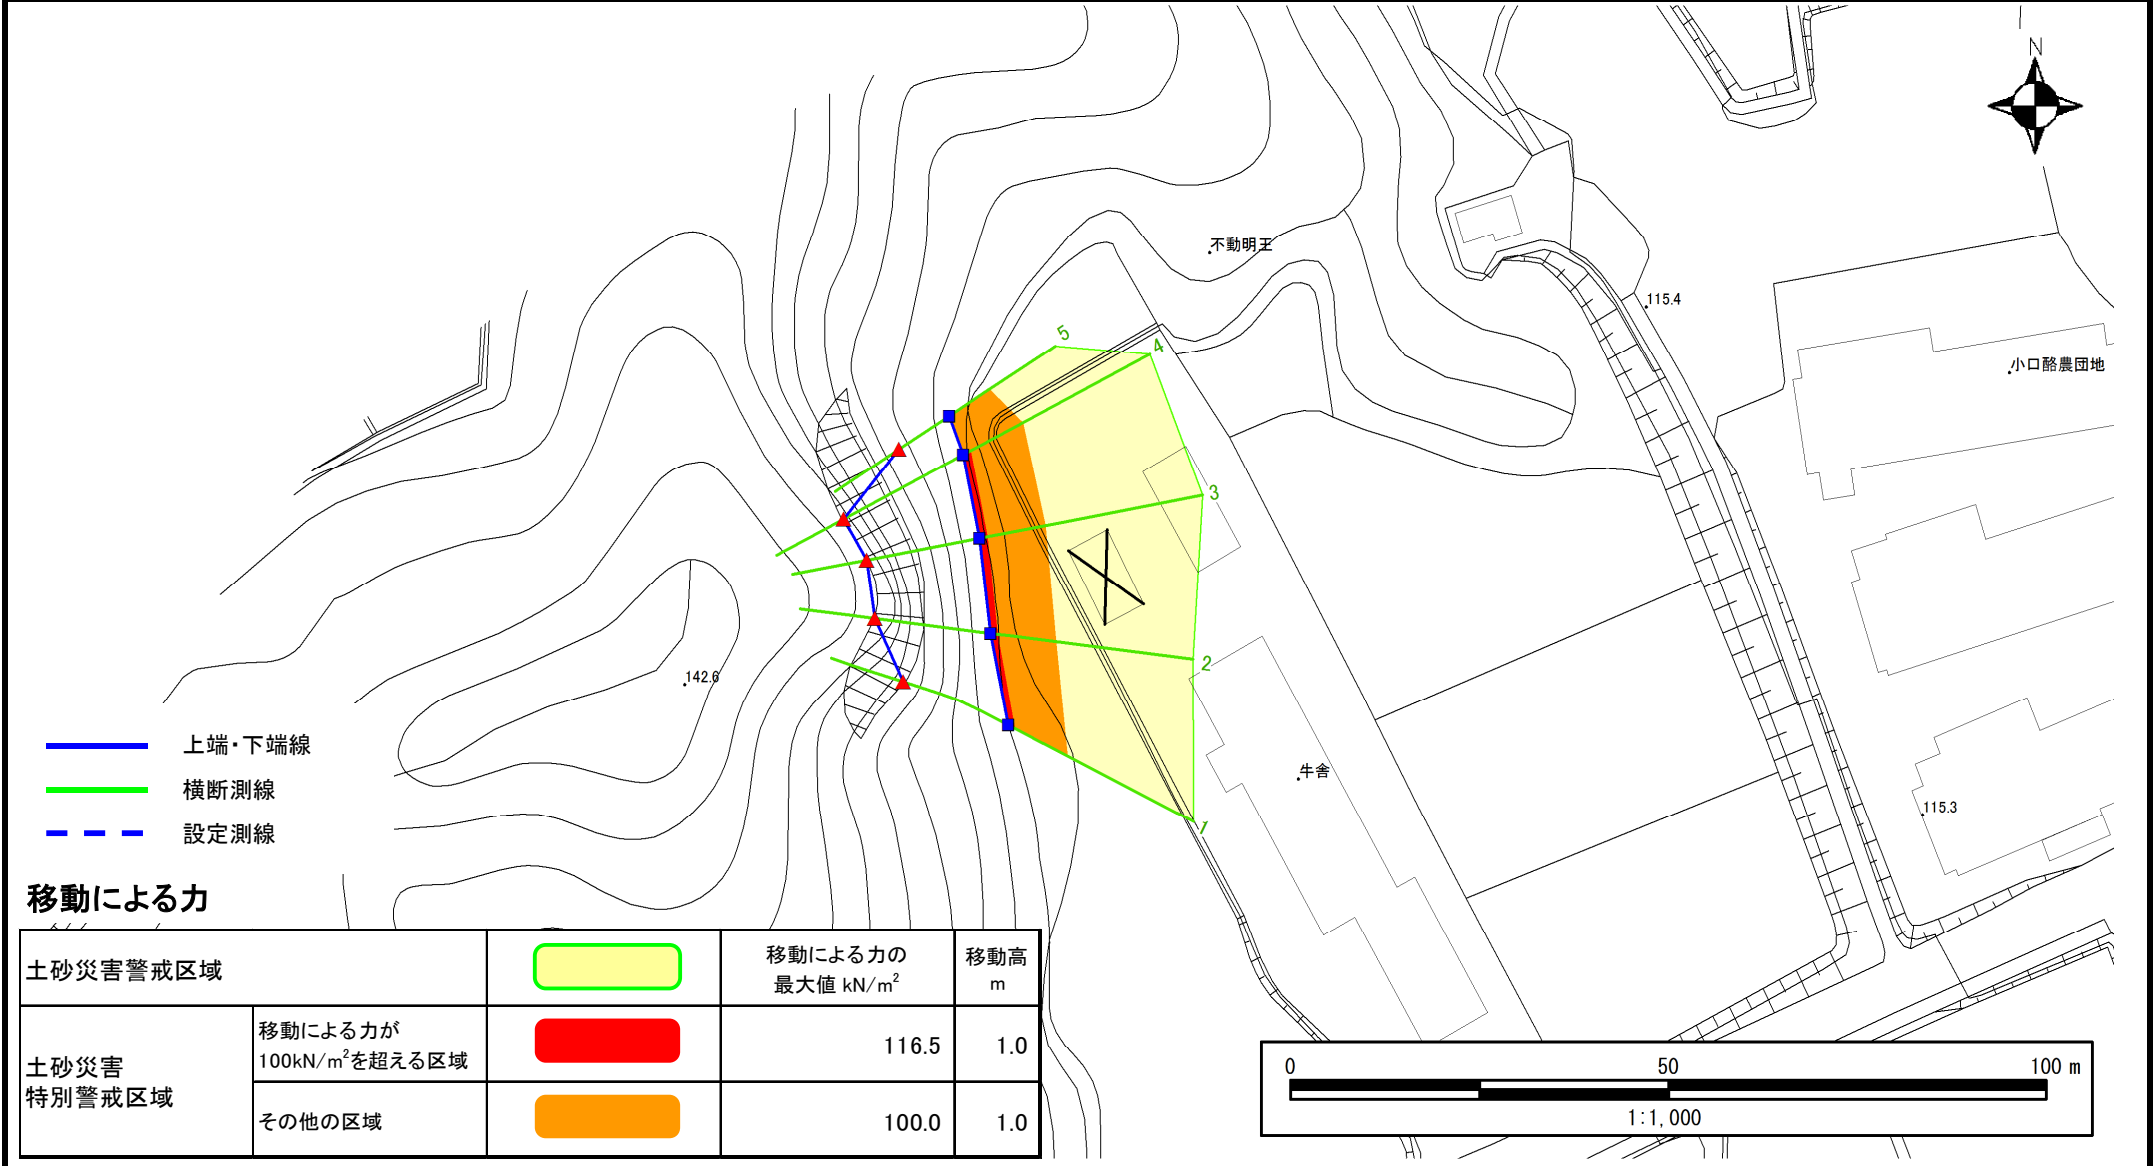 N
不動明王
115.4
小口酪農団地
5
4
3
2
1
142.6
牛舎
115.3
上端・下端線
横断測線
設定測線
移動による力
土砂災害警戒区域
移動による力の
最大値 kN/m²
移動高
m
土砂災害
特別警戒区域
移動による力が
100kN/m²を超える区域
116.5
1.0
その他の区域
100.0
1.0
0 50 100 m
1:1,000